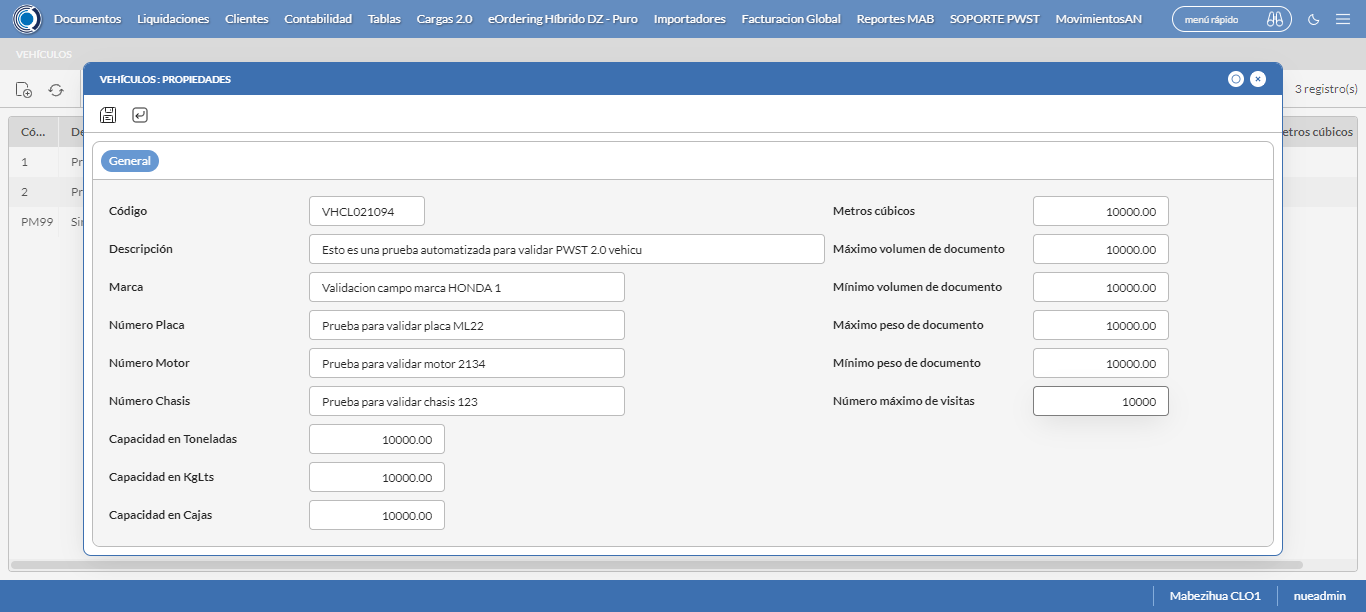 Documentos Liquidaciones Clientes Contabilidad Tablas Cargas 2.0 eOrdering Híbrido DZ - Puro Importadores Facturacion Global Reportes MAB SOPORTE PWST MovimientosAN menú rápido
VEHÍCULOS
VEHÍCULOS : PROPIEDADES
3 registro(s)
Có... De etros cúbicos
1 Pr
2 Pr
PM99 Sin
General
Código VHCL021094
Descripción Esto es una prueba automatizada para validar PWST 2.0 vehicu
Marca Validacion campo marca HONDA 1
Número Placa Prueba para validar placa ML22
Número Motor Prueba para validar motor 2134
Número Chasis Prueba para validar chasis 123
Capacidad en Toneladas 10000.00
Capacidad en KgLts 10000.00
Capacidad en Cajas 10000.00
Metros cúbicos 10000.00
Máximo volumen de documento 10000.00
Mínimo volumen de documento 10000.00
Máximo peso de documento 10000.00
Mínimo peso de documento 10000.00
Número máximo de visitas 10000
Mabezihua CLO1 nueadmin